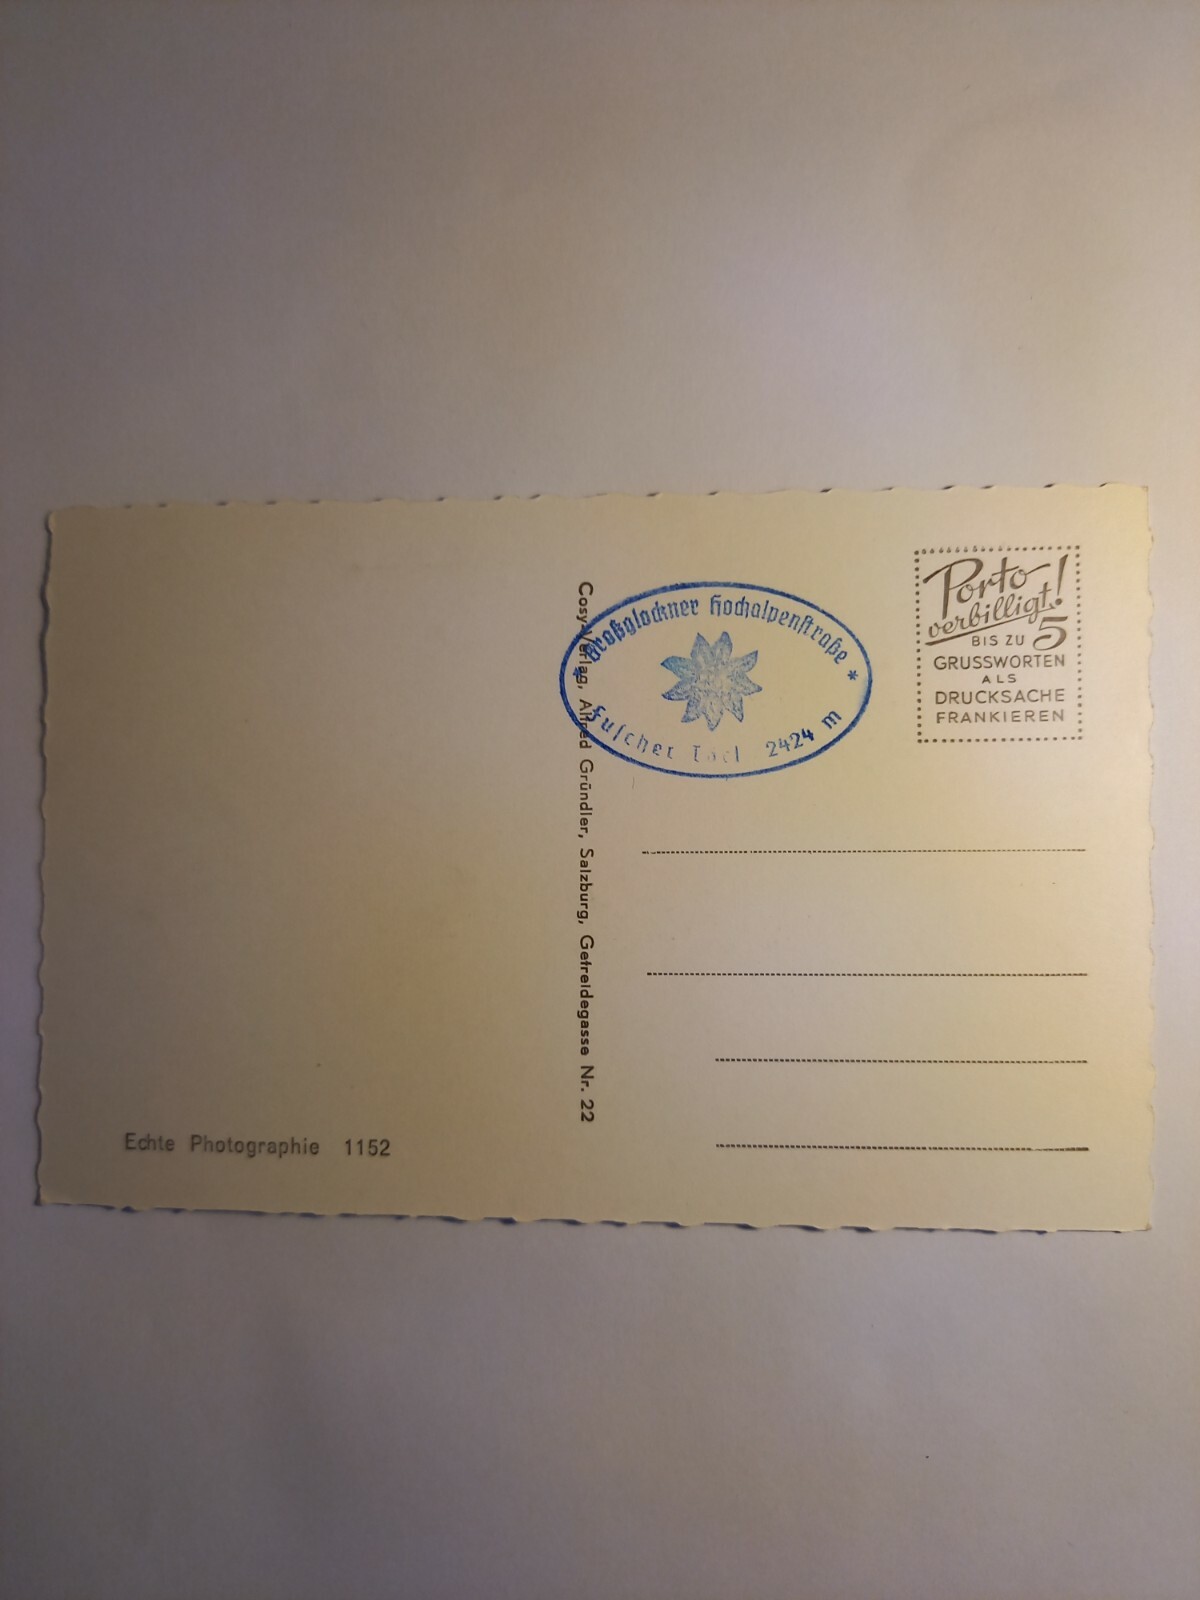 Cosy-Verlag, Alfred Gründler, Salzburg, Getreidegasse Nr. 22
* Großglockner Hochalpenstraße *
Fuscher Törl 2424 m
Porto
verbilligt!
BIS ZU 5
GRUSSWORTEN
ALS
DRUCKSACHE
FRANKIEREN
Echte Photographie 1152